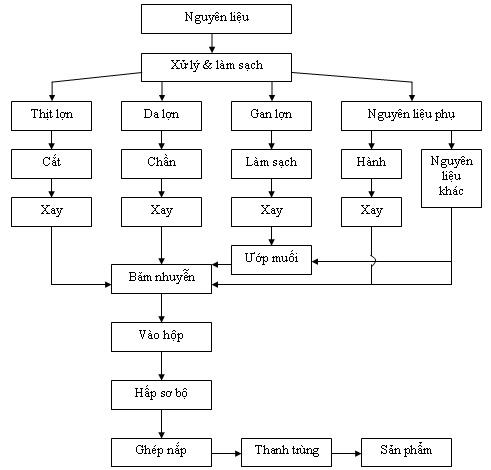 Nguyên liệu
Xử lý & làm sạch
Thịt lợn
Da lợn
Gan lợn
Nguyên liệu phụ
Cắt
Chần
Làm sạch
Hành
Nguyên
liệu
khác
Xay
Xay
Xay
Xay
Ướp muối
Băm nhuyễn
Vào hộp
Hấp sơ bộ
Ghép nắp
Thanh trùng
Sản phẩm